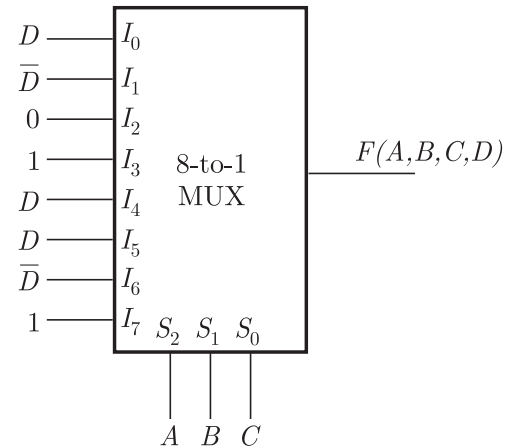 D I₀
D̅ I₁
0 I₂
1 I₃
8-to-1
MUX
F(A,B,C,D)
D I₄
D I₅
D̅ I₆
1 I₇
S₂ S₁ S₀
A B C